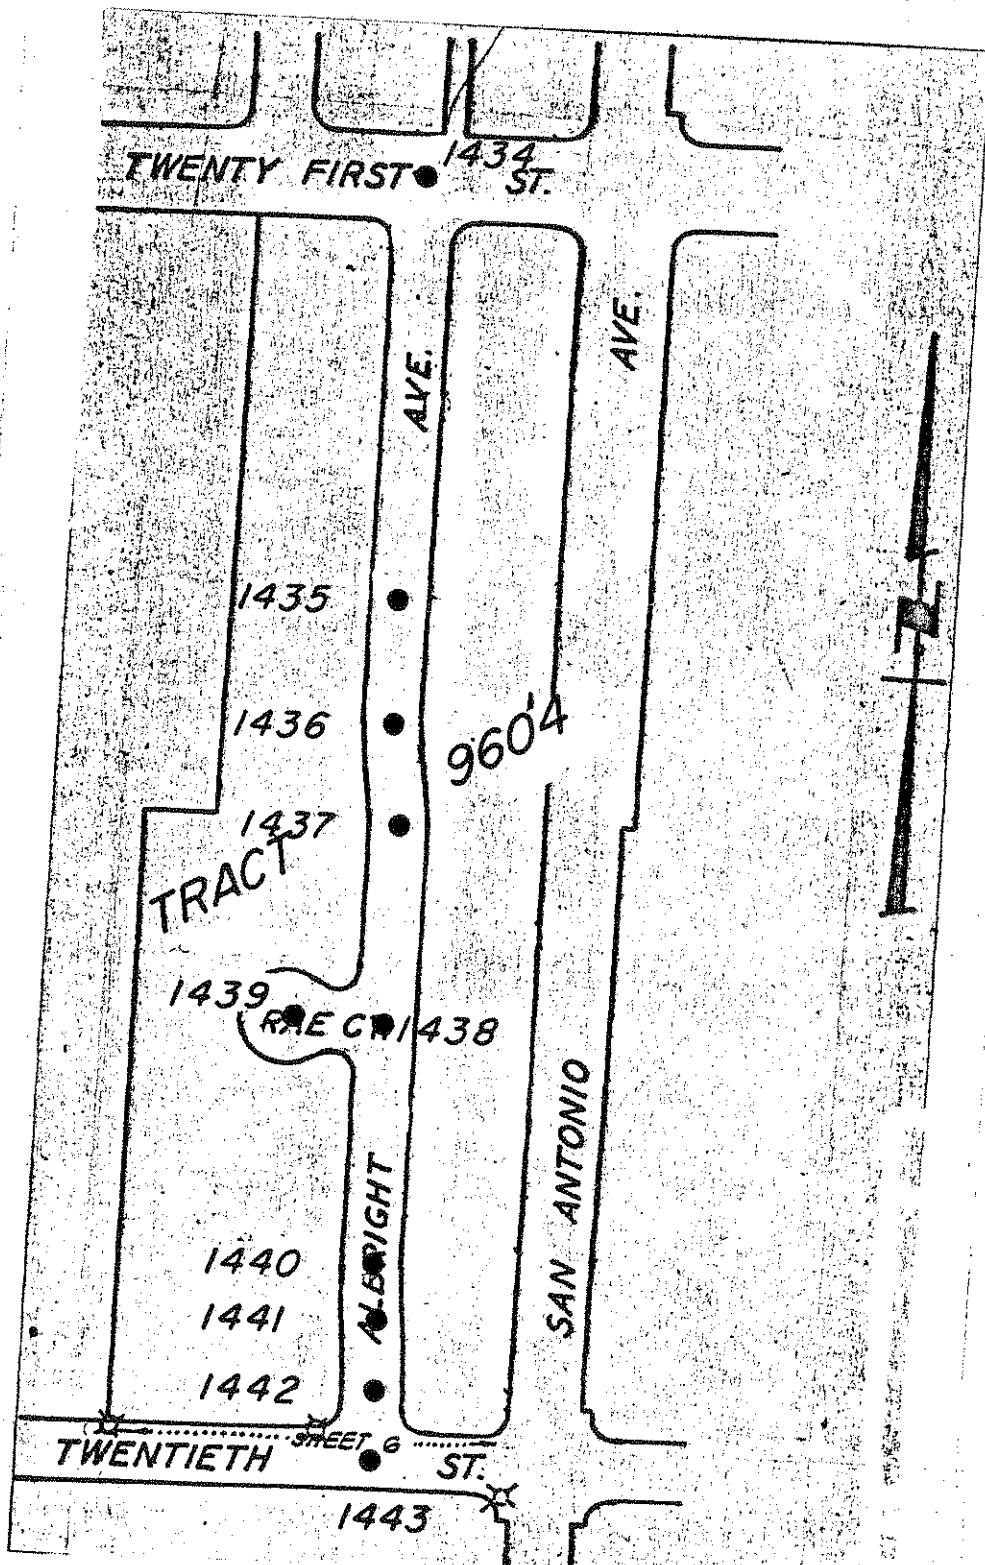 1434
TWENTY FIRST ST.
AVE.
AVE.
1435
1436
9604
1437
TRACT
1439
RAE CT. 1438
SAN ANTONIO
ALBRIGHT
1440
1441
1442
SHEET 6
TWENTIETH ST.
1443
N